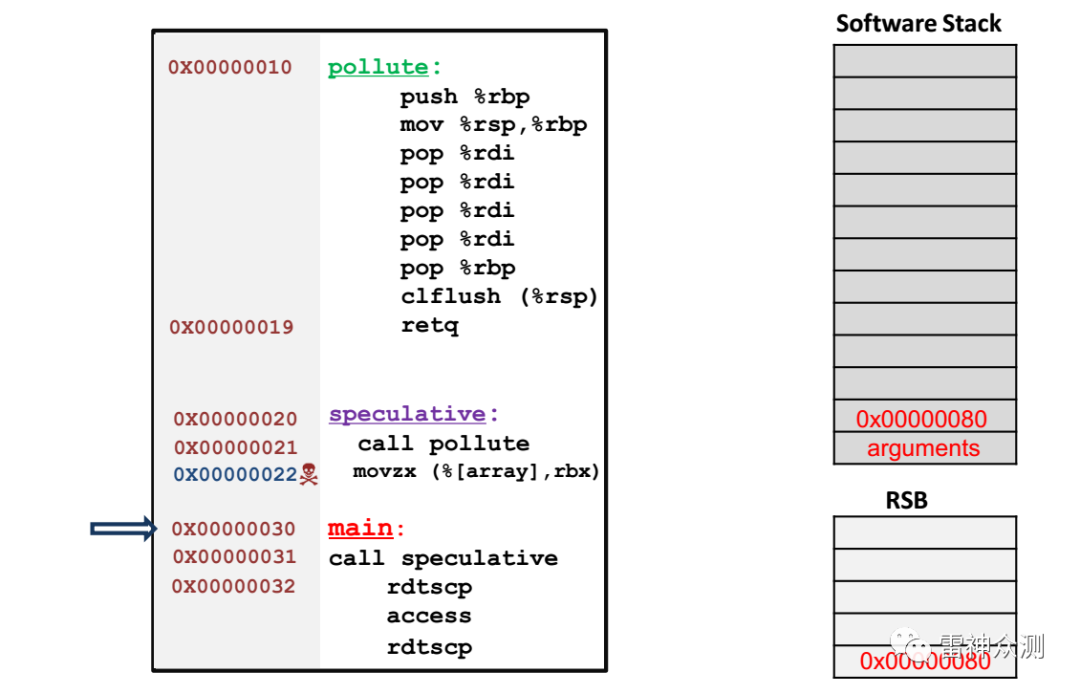 0X00000010 pollute:
push %rbp
mov %rsp,%rbp
pop %rdi
pop %rdi
pop %rdi
pop %rdi
pop %rbp
clflush (%rsp)
0X00000019 retq
0X00000020 speculative:
0X00000021 call pollute
0X00000022 movzx (%[array],rbx)
0X00000030 main:
0X00000031 call speculative
0X00000032 rdtscp
access
rdtscp
Software Stack
0x00000080
arguments
RSB
雷神众测
0x00000080